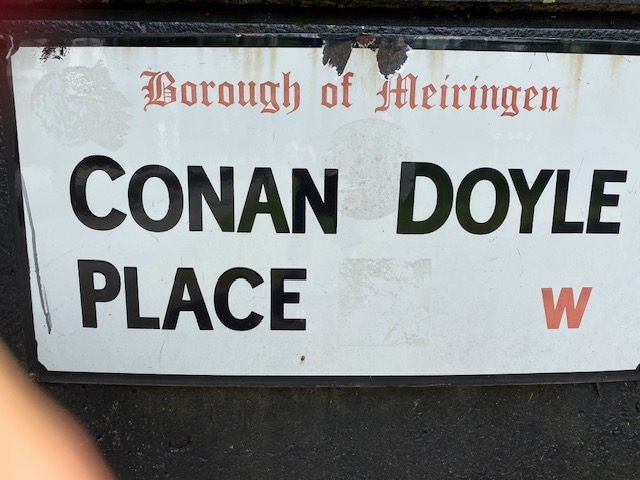 Borough of Meiringen
CONAN DOYLE
PLACE W